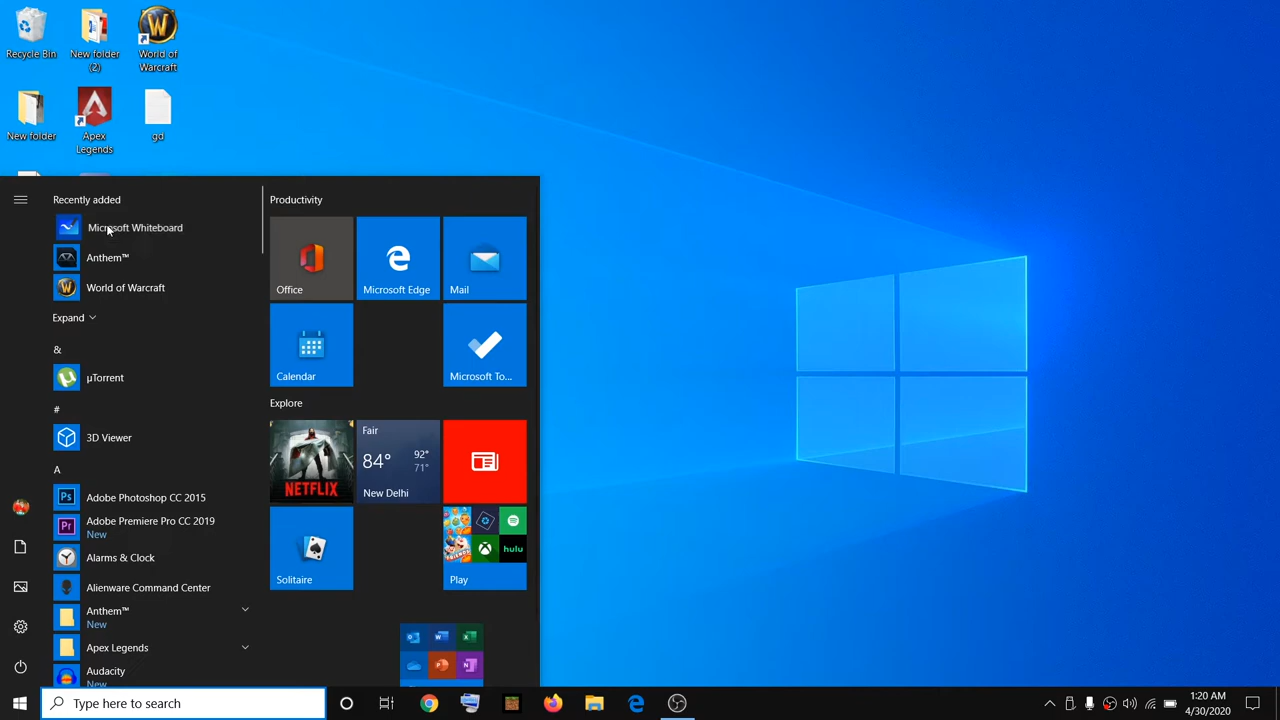 Recycle Bin
New folder
(2)
World of
Warcraft
New folder
Apex
Legends
gd
Recently added
Microsoft Whiteboard
Anthem™
World of Warcraft
Expand
&
µTorrent
#
3D Viewer
A
Adobe Photoshop CC 2015
Adobe Premiere Pro CC 2019
New
Alarms & Clock
Alienware Command Center
Anthem™
New
Apex Legends
Audacity
New
Productivity
Office
Microsoft Edge
Mail
Calendar
Microsoft To...
Explore
NETFLIX
Fair
84°
92°
71°
New Delhi
Solitaire
hulu
Play
Type here to search
1:20 AM
4/30/2020